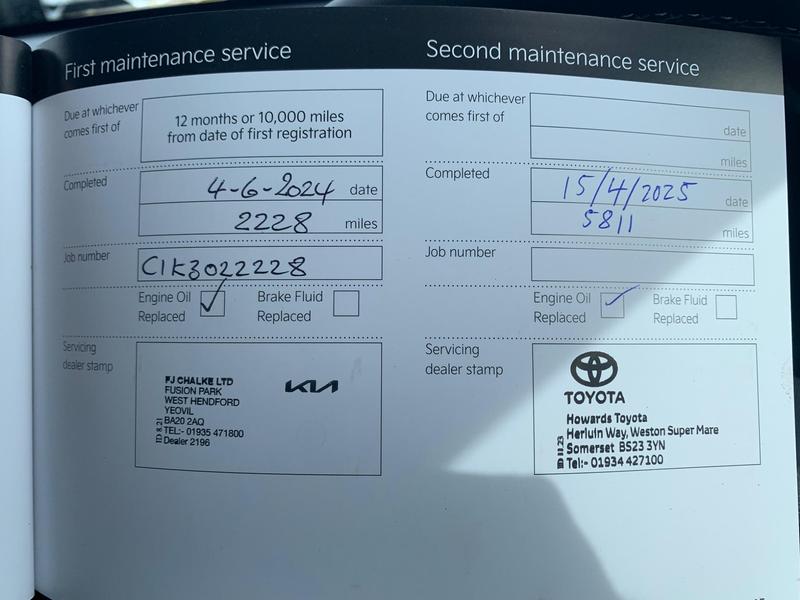 First maintenance service
Due at whichever
comes first of
12 months or 10,000 miles
from date of first registration
Completed
4-6-2024 date
2228 miles
Job number
C1K3022228
Engine Oil
Replaced
Brake Fluid
Replaced
Servicing
dealer stamp
FJ CHALKE LTD
FUSION PARK
WEST HENDFORD
YEOVIL
BA20 2AQ
TEL:- 01935 471800
Dealer 2196
KIA
Second maintenance service
Due at whichever
comes first of
date
miles
Completed
15/4/2025 date
5811 miles
Job number
Engine Oil
Replaced
Brake Fluid
Replaced
Servicing
dealer stamp
TOYOTA
Howards Toyota
Herluin Way, Weston Super Mare
Somerset BS23 3YN
Tel:- 01934 427100